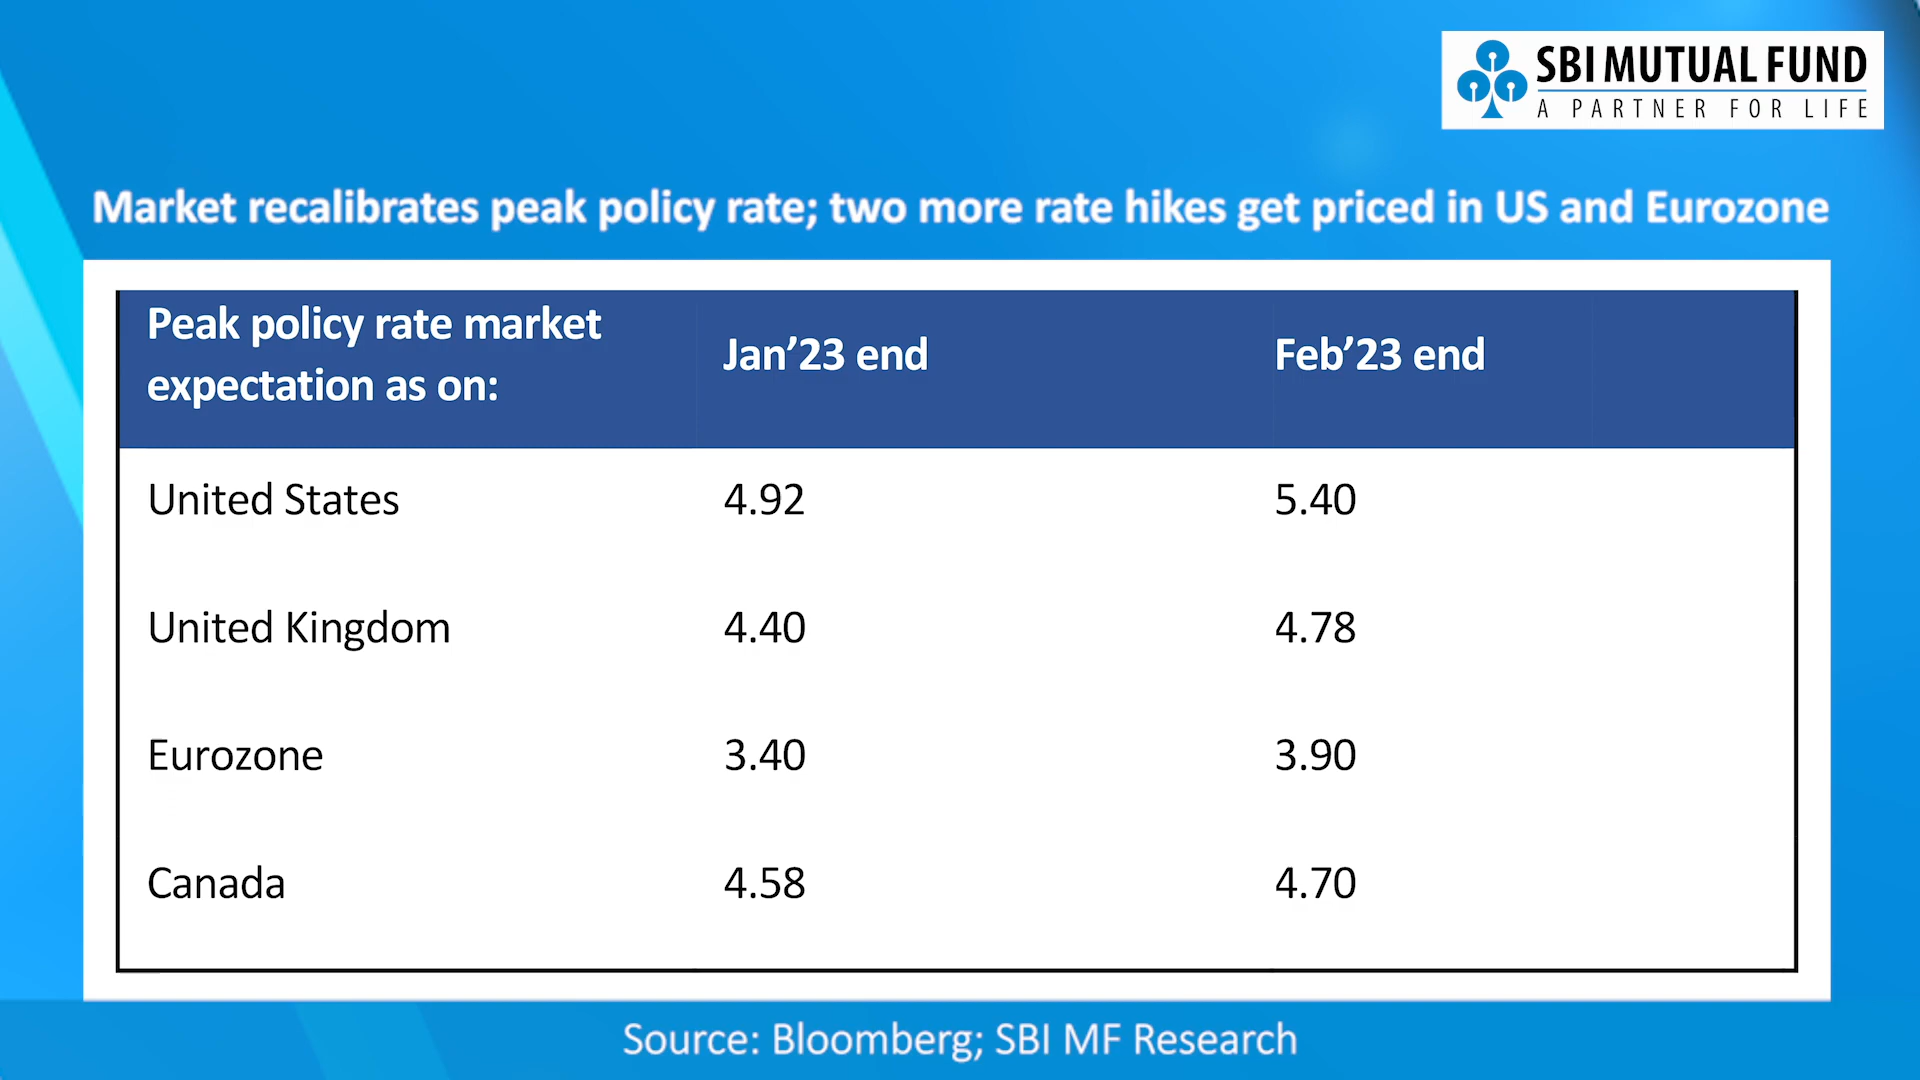 SBI MUTUAL FUND
A PARTNER FOR LIFE
Market recalibrates peak policy rate; two more rate hikes get priced in US and Eurozone
Peak policy rate market
expectation as on:
Jan’23 end
Feb’23 end
United States 4.92 5.40
United Kingdom 4.40 4.78
Eurozone 3.40 3.90
Canada 4.58 4.70
Source: Bloomberg; SBI MF Research